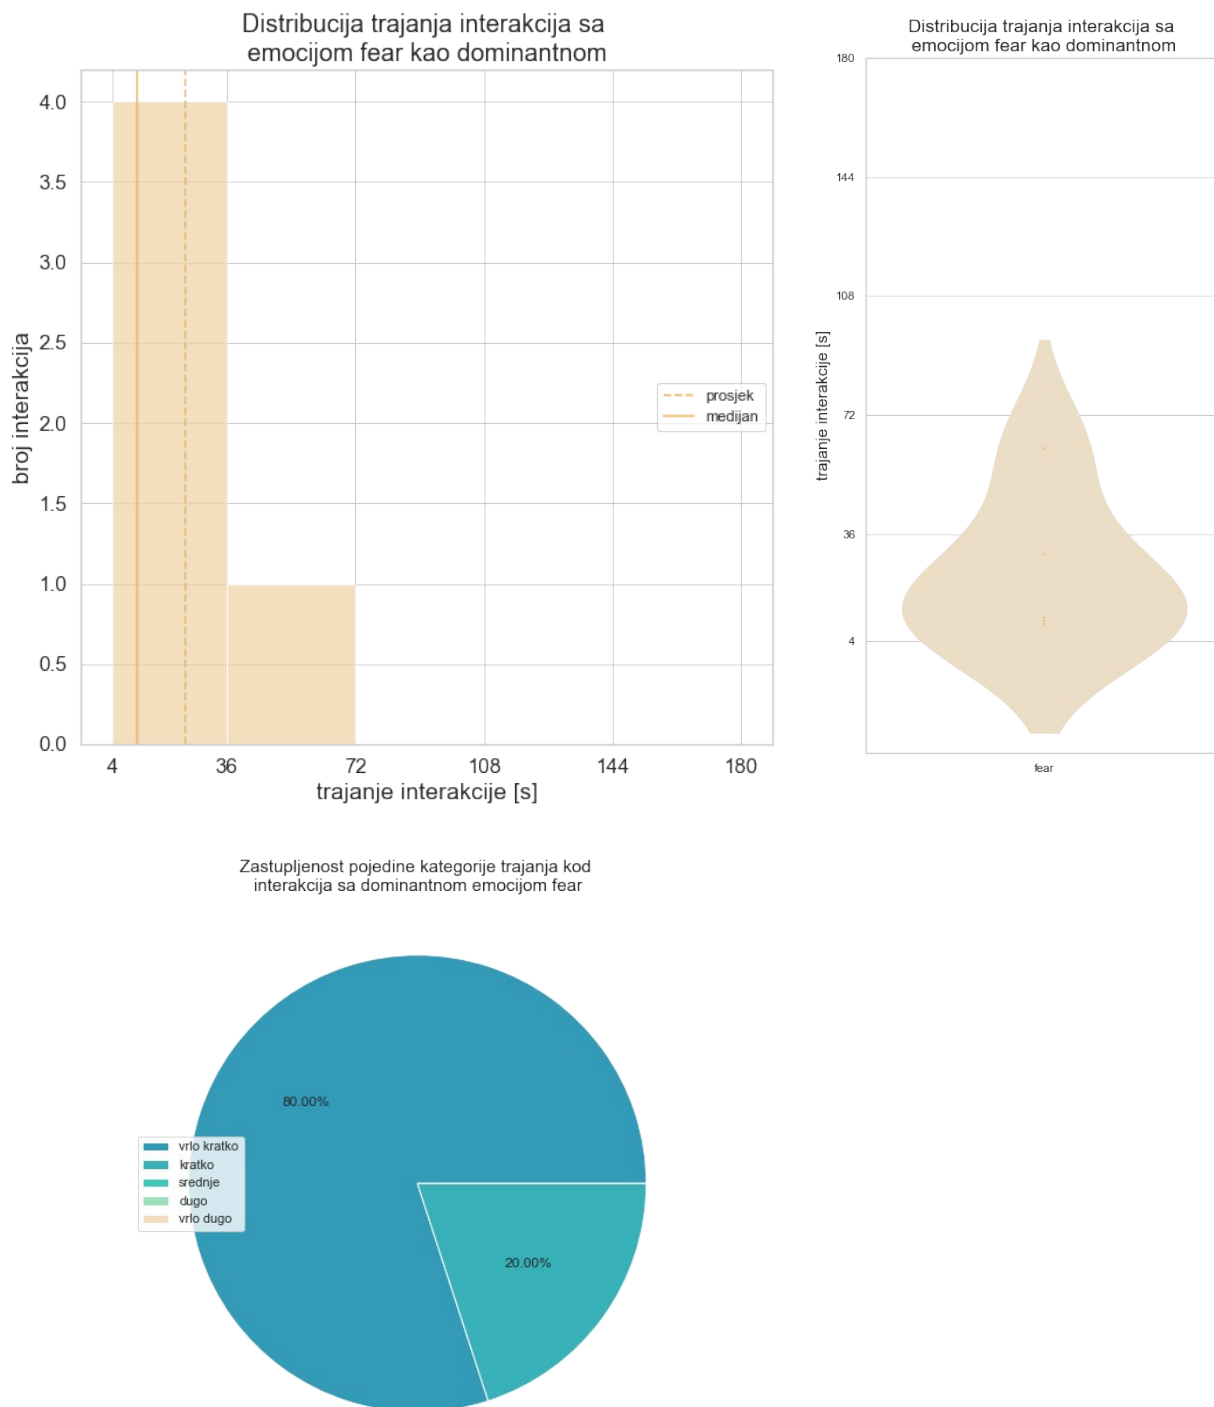 Distribucija trajanja interakcija sa
emocijom fear kao dominantnom
4.0
3.5
3.0
2.5
2.0
1.5
1.0
0.5
0.0
broj interakcija
prosjek
medijan
4 36 72 108 144 180
trajanje interakcije [s]
Distribucija trajanja interakcija sa
emocijom fear kao dominantnom
180
144
108
72
36
4
trajanje interakcije [s]
fear
Zastupljenost pojedine kategorije trajanja kod
interakcija sa dominantnom emocijom fear
80.00%
vrlo kratko
kratko
srednje
dugo
vrlo dugo
20.00%